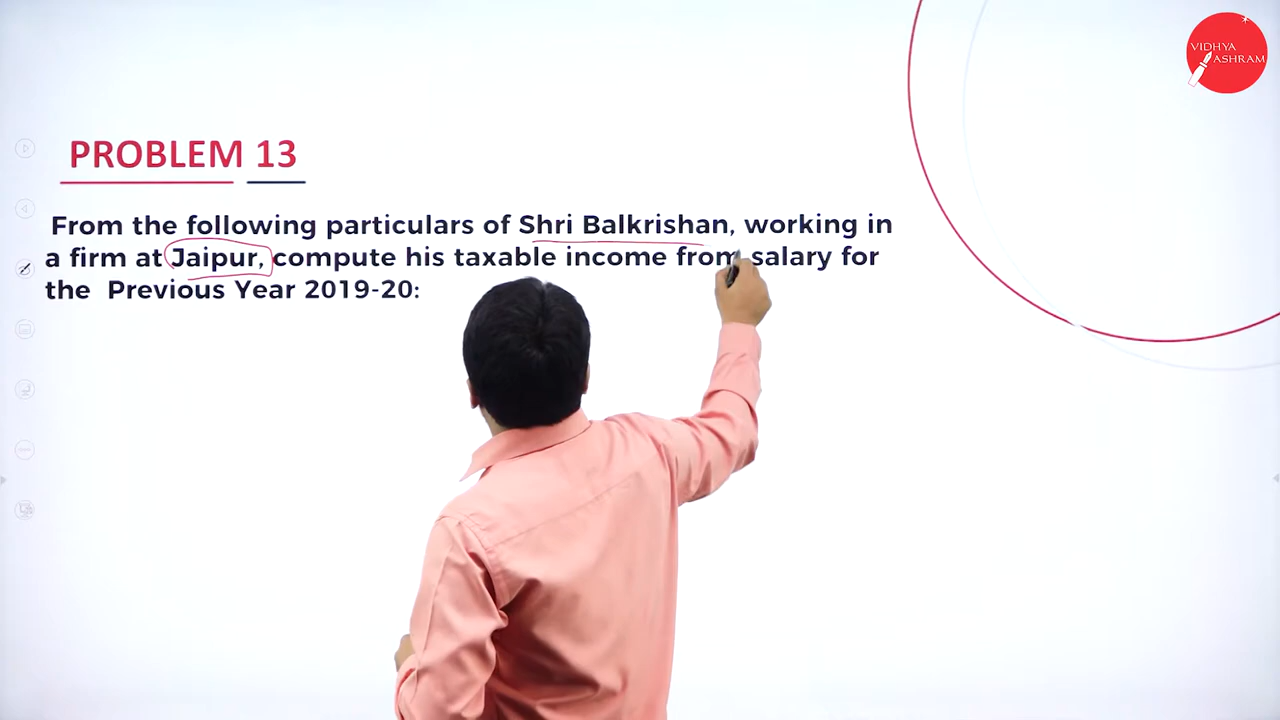 VIDHYA
ASHRAM
PROBLEM 13
From the following particulars of Shri Balkrishan, working in
a firm at Jaipur, compute his taxable income from salary for
the Previous Year 2019-20: